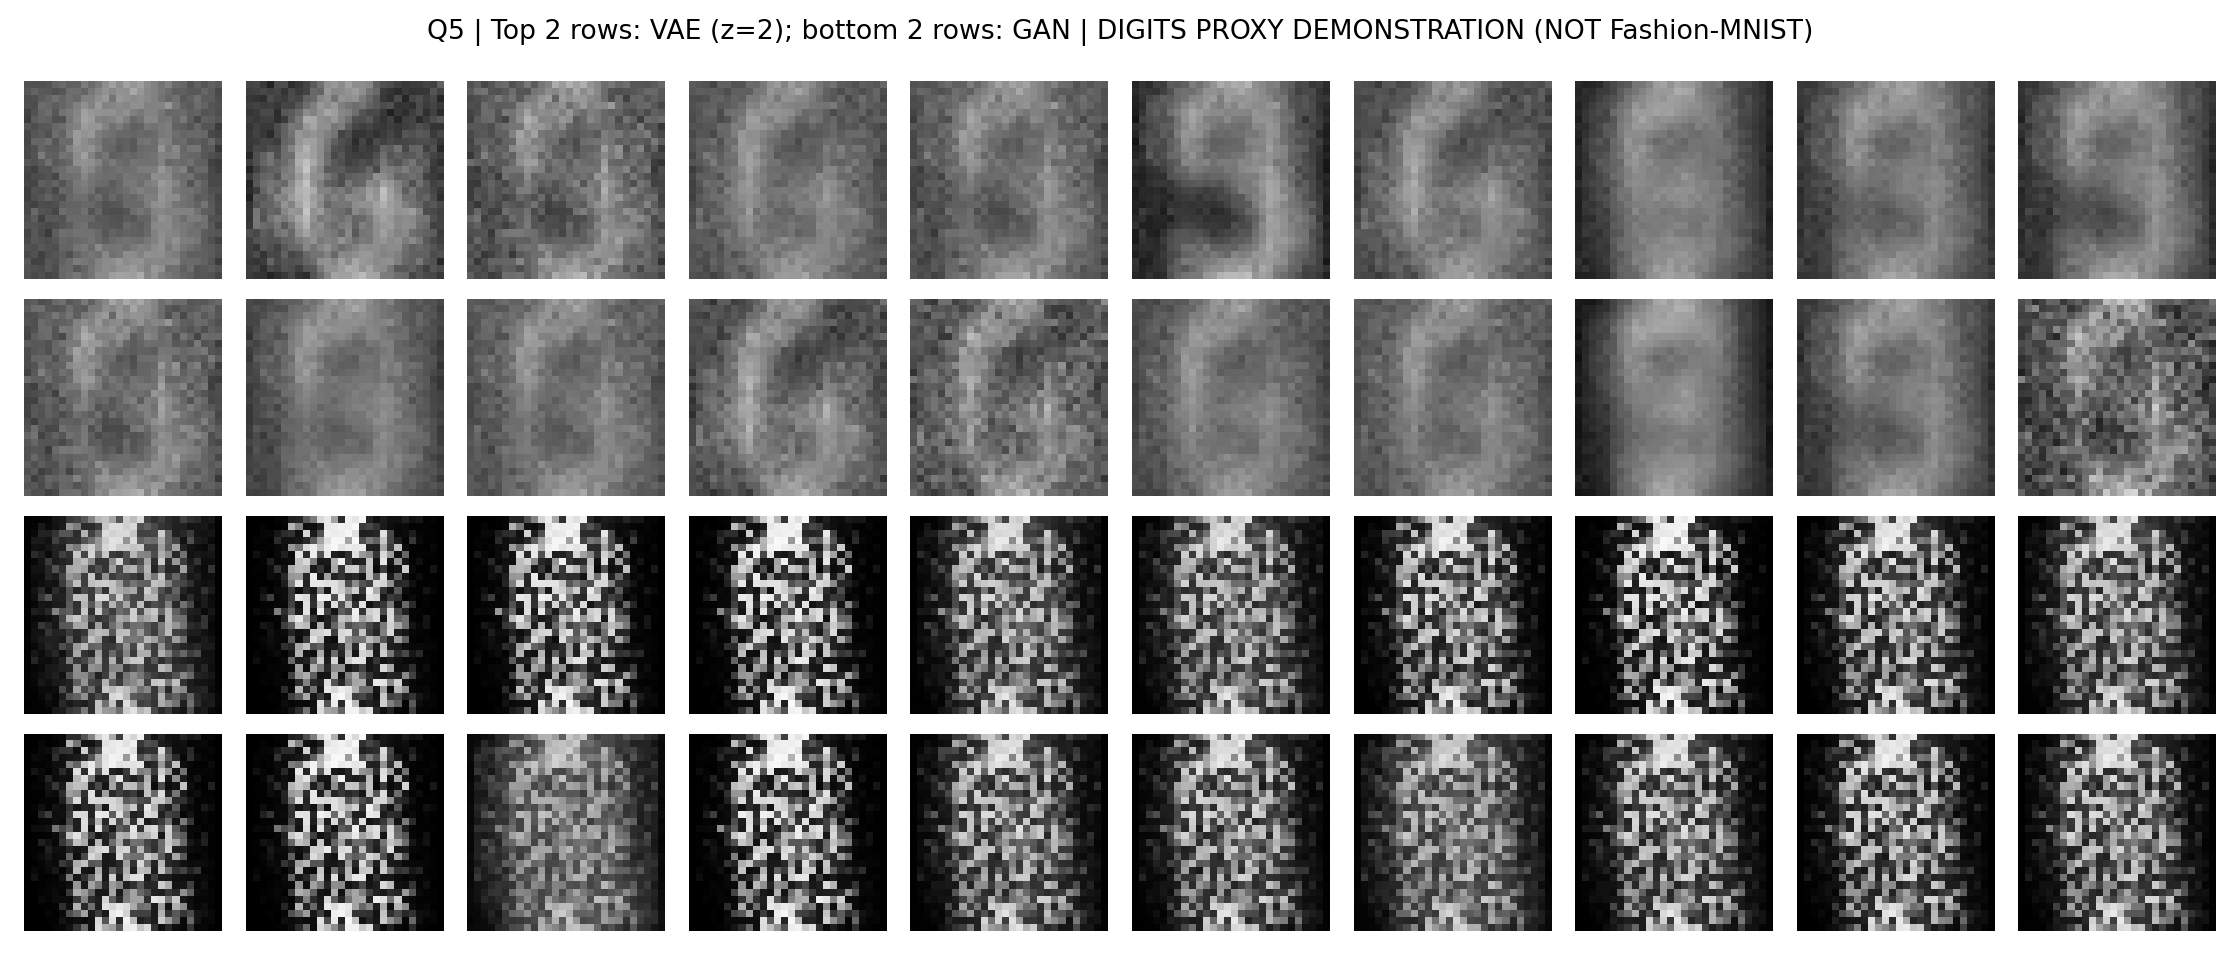 Q5 | Top 2 rows: VAE (z=2); bottom 2 rows: GAN | DIGITS PROXY DEMONSTRATION (NOT Fashion-MNIST)